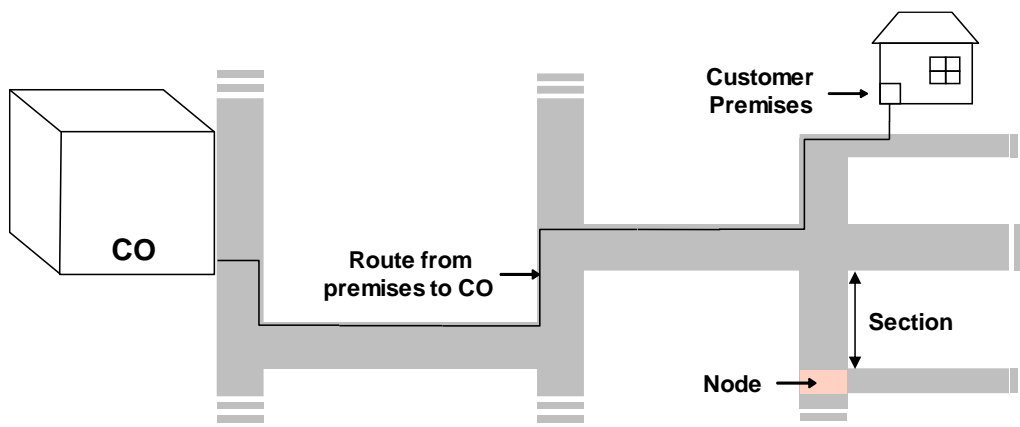 Customer
Premises
CO
Route from
premises to CO
Section
Node